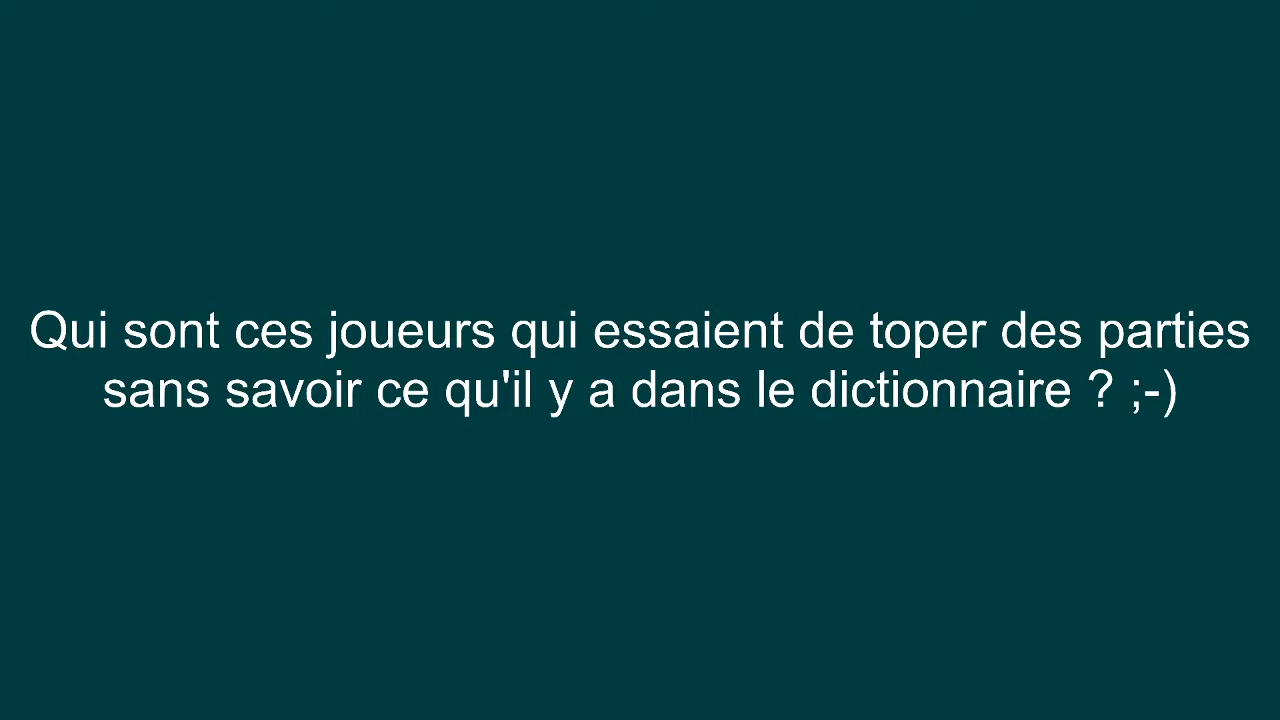 Qui sont ces joueurs qui essaient de toper des parties
sans savoir ce qu'il y a dans le dictionnaire ? ;-)